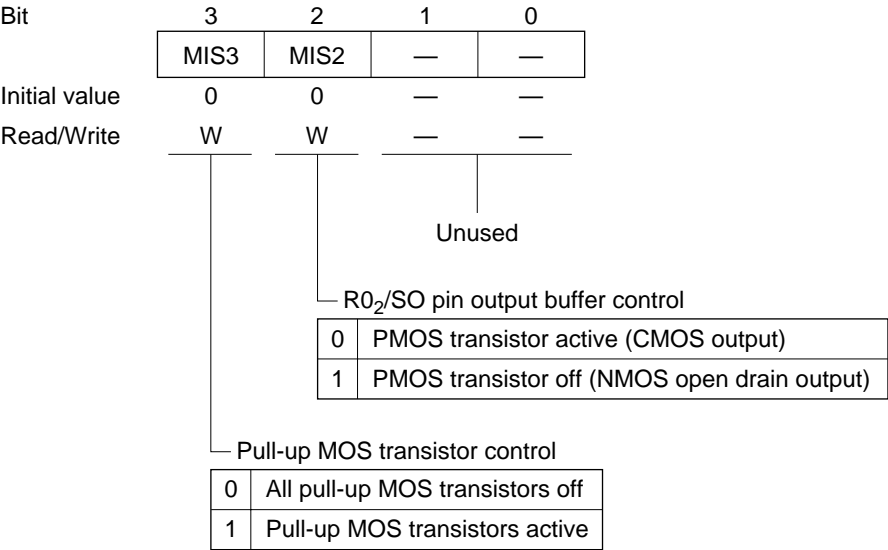 Bit 3 2 1 0
MIS3 MIS2 — —
Initial value 0 0 — —
Read/Write W W — —
Unused
R0₂/SO pin output buffer control
0 PMOS transistor active (CMOS output)
1 PMOS transistor off (NMOS open drain output)
Pull-up MOS transistor control
0 All pull-up MOS transistors off
1 Pull-up MOS transistors active